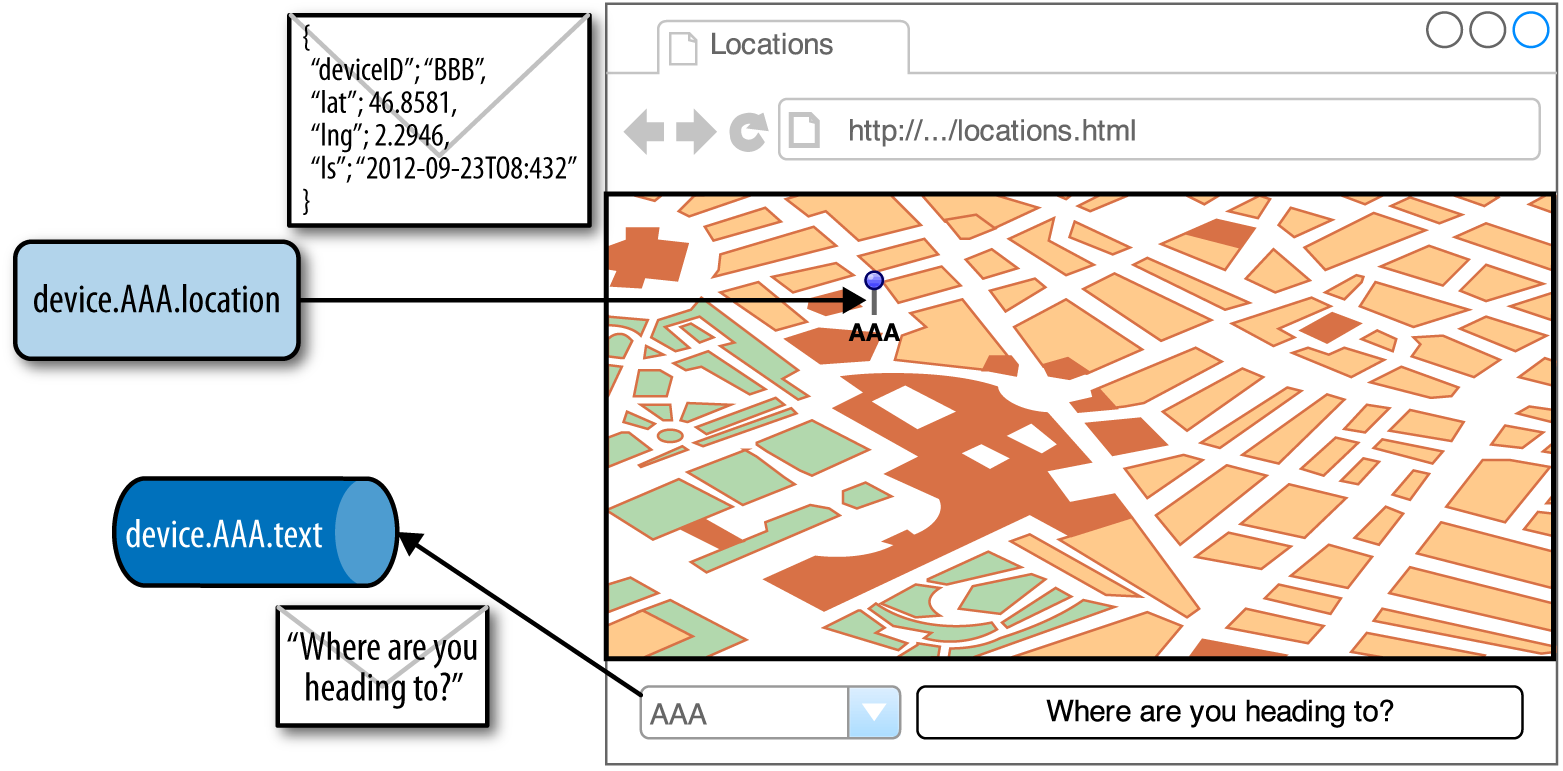 {
“deviceID”; “BBB”,
“lat”; 46.8581,
“lng”; 2.2946,
“ls”; “2012-09-23TO8:432”
}
Locations
http://.../locations.html
device.AAA.location
AAA
device.AAA.text
“Where are you
heading to?”
AAA
Where are you heading to?